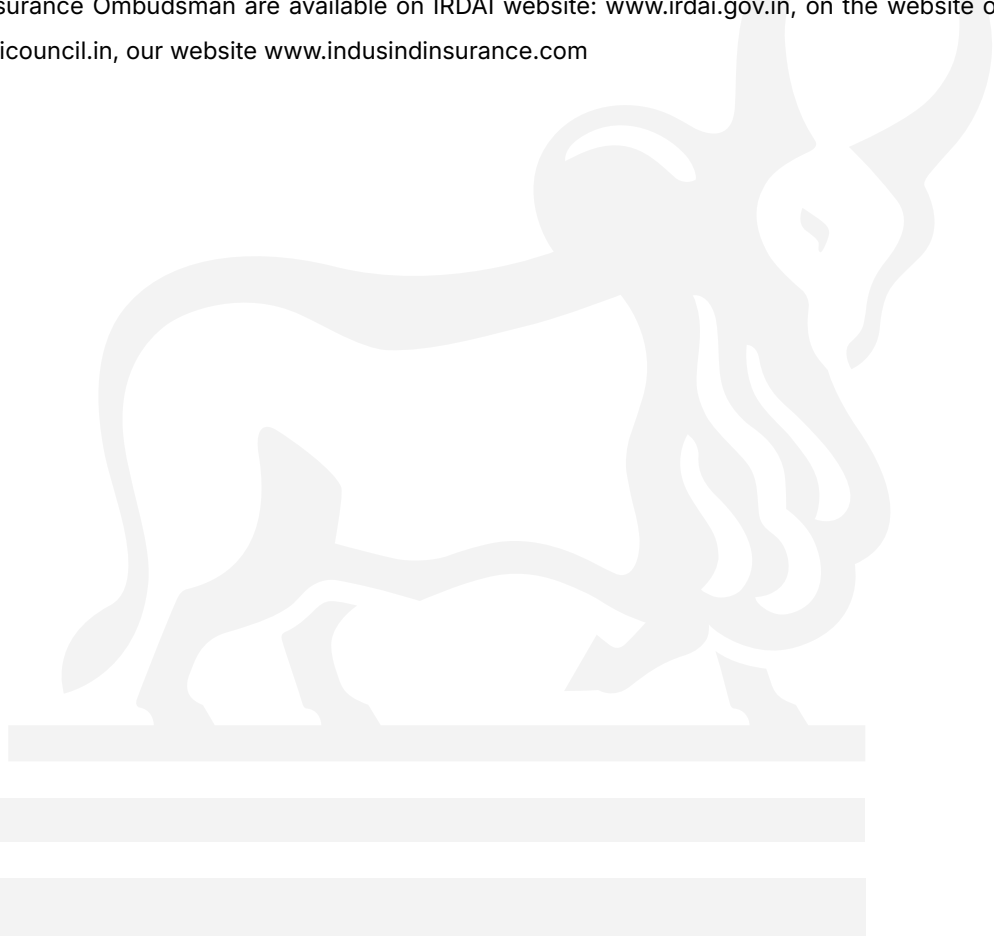 surance Ombudsman are available on IRDAI website: www.irdai.gov.in, on the website o
icouncil.in, our website www.indusindinsurance.com